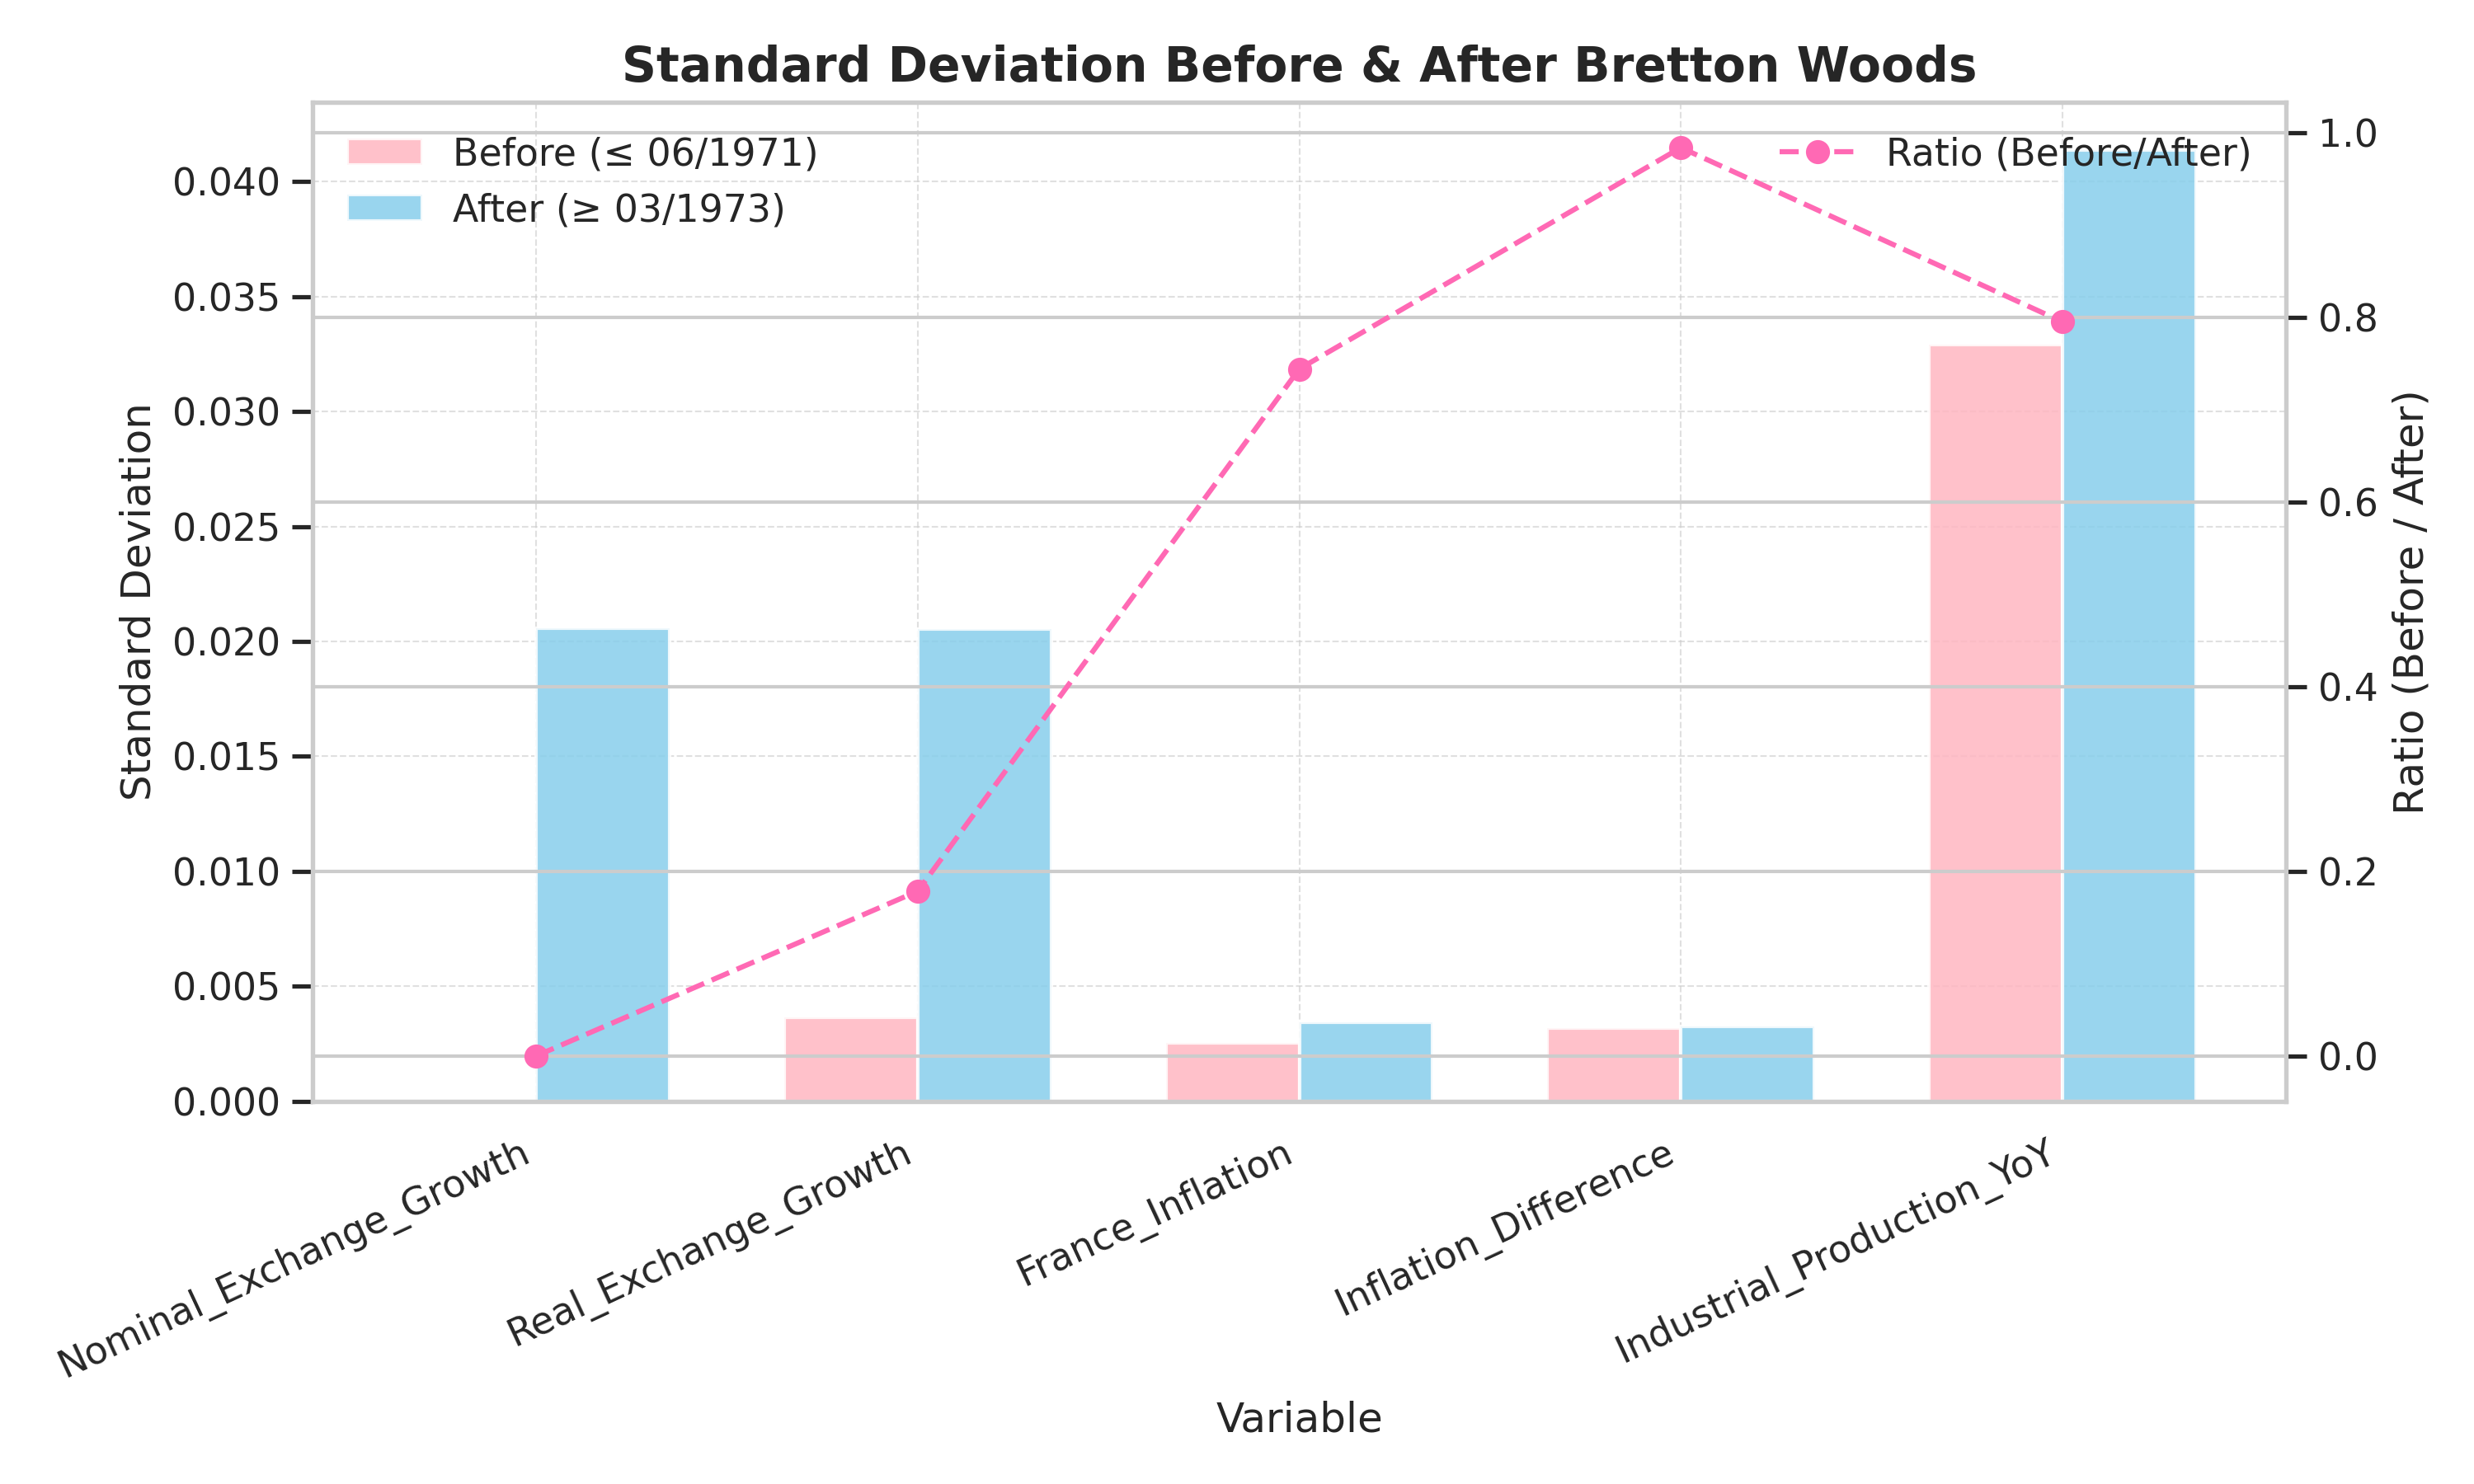 Standard Deviation Before & After Bretton Woods
Before (≤ 06/1971)
After (≥ 03/1973)
Ratio (Before/After)
Standard Deviation
0.040
0.035
0.030
0.025
0.020
0.015
0.010
0.005
0.000
1.0
0.8
0.6
0.4
0.2
0.0
Ratio (Before / After)
Nominal_Exchange_Growth
Real_Exchange_Growth
France_Inflation
Inflation_Difference
Industrial_Production_YoY
Variable